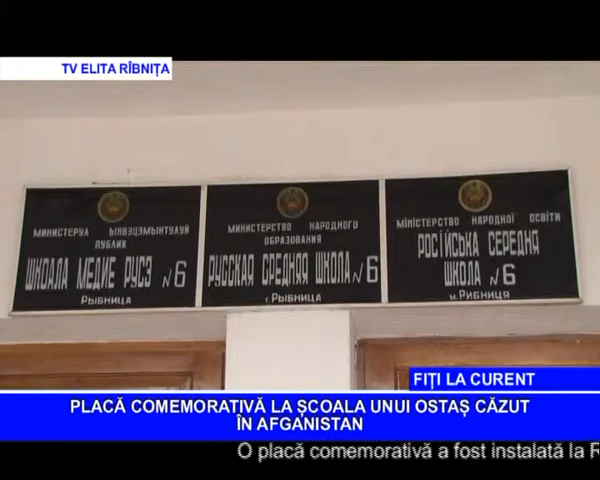 TV ELITA RÎBNIȚA
МИНИСТЕРУЛ ЫНВЭЦЭМЫНТУЛУЙ
ПУБЛИК
ШКОАЛА МЕДИЕ РУСЭ №6
РЫБНИЦА
МИНИСТЕРСТВО НАРОДНОГО
ОБРАЗОВАНИЯ
РУССКАЯ СРЕДНЯЯ ШКОЛА №6
г. РЫБНИЦА
МІНІСТЕРСТВО НАРОДНОЇ ОСВІТИ
РОСІЙСЬКА СЕРЕДНЯ
ШКОЛА №6
м. РИБНИЦЯ
FIȚI LA CURENT
PLACĂ COMEMORATIVĂ LA ȘCOALA UNUI OSTAȘ CĂZUT
ÎN AFGANISTAN
O placă comemorativă a fost instalată la R